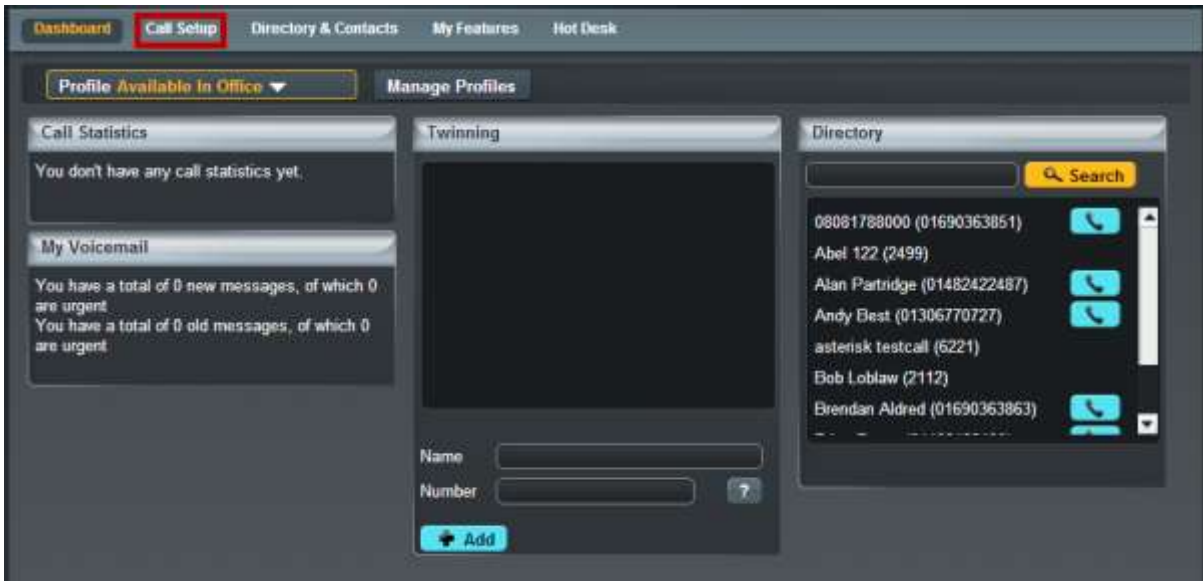 Dashboard Call Setup Directory & Contacts My Features Hot Desk
Profile Available In Office Manage Profiles
Call Statistics
You don't have any call statistics yet.
My Voicemail
You have a total of 0 new messages, of which 0
are urgent
You have a total of 0 old messages, of which 0
are urgent
Twinning
Name
Number
?
Add
Directory
Search
08081788000 (01690363851)
Abel 122 (2499)
Alan Partridge (01482422487)
Andy Best (01306770727)
asterisk testcall (6221)
Bob Loblaw (2112)
Brendan Aldred (01690363863)